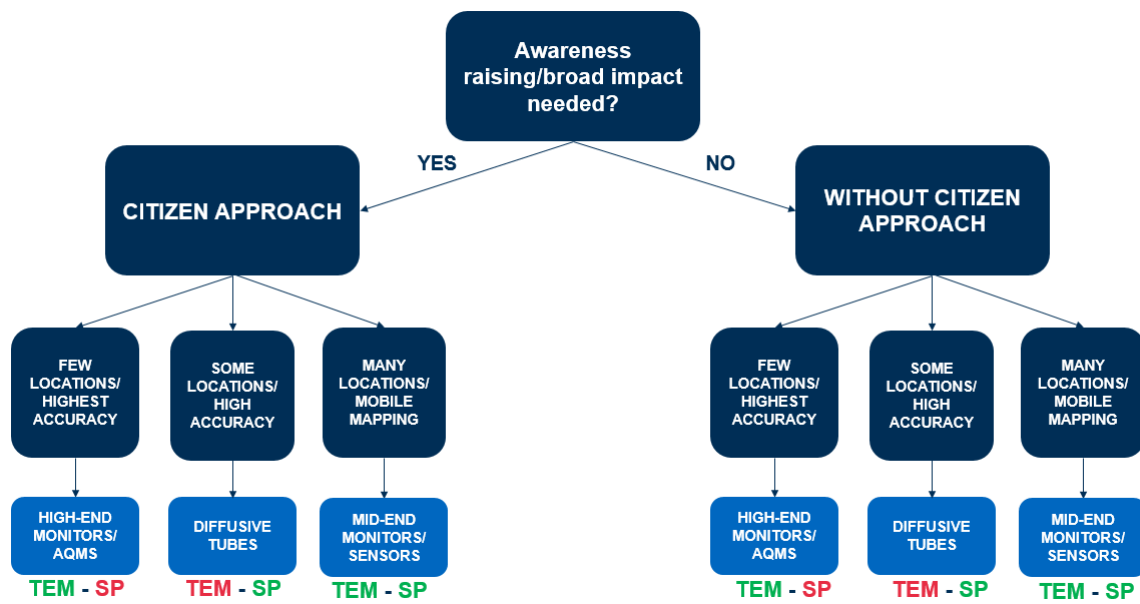 Awareness
raising/broad impact
needed?
YES
NO
CITIZEN APPROACH
WITHOUT CITIZEN
APPROACH
FEW
LOCATIONS/
HIGHEST
ACCURACY
SOME
LOCATIONS/
HIGH
ACCURACY
MANY
LOCATIONS/
MOBILE
MAPPING
FEW
LOCATIONS/
HIGHEST
ACCURACY
SOME
LOCATIONS/
HIGH
ACCURACY
MANY
LOCATIONS/
MOBILE
MAPPING
HIGH-END
MONITORS/
AQMS
DIFFUSIVE
TUBES
MID-END
MONITORS/
SENSORS
HIGH-END
MONITORS/
AQMS
DIFFUSIVE
TUBES
MID-END
MONITORS/
SENSORS
TEM - SP
TEM - SP
TEM - SP
TEM - SP
TEM - SP
TEM - SP